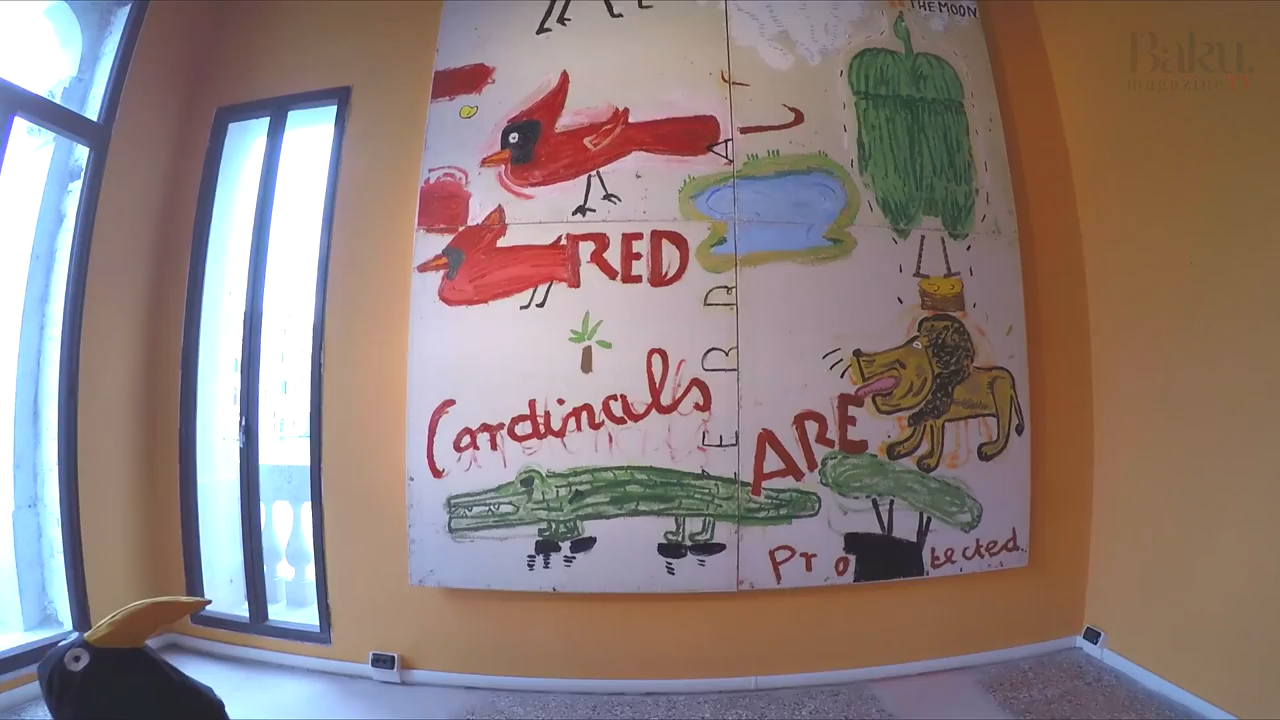 THE MOON
Baku.
magazine
RED
Cardinals
ARE
Protected